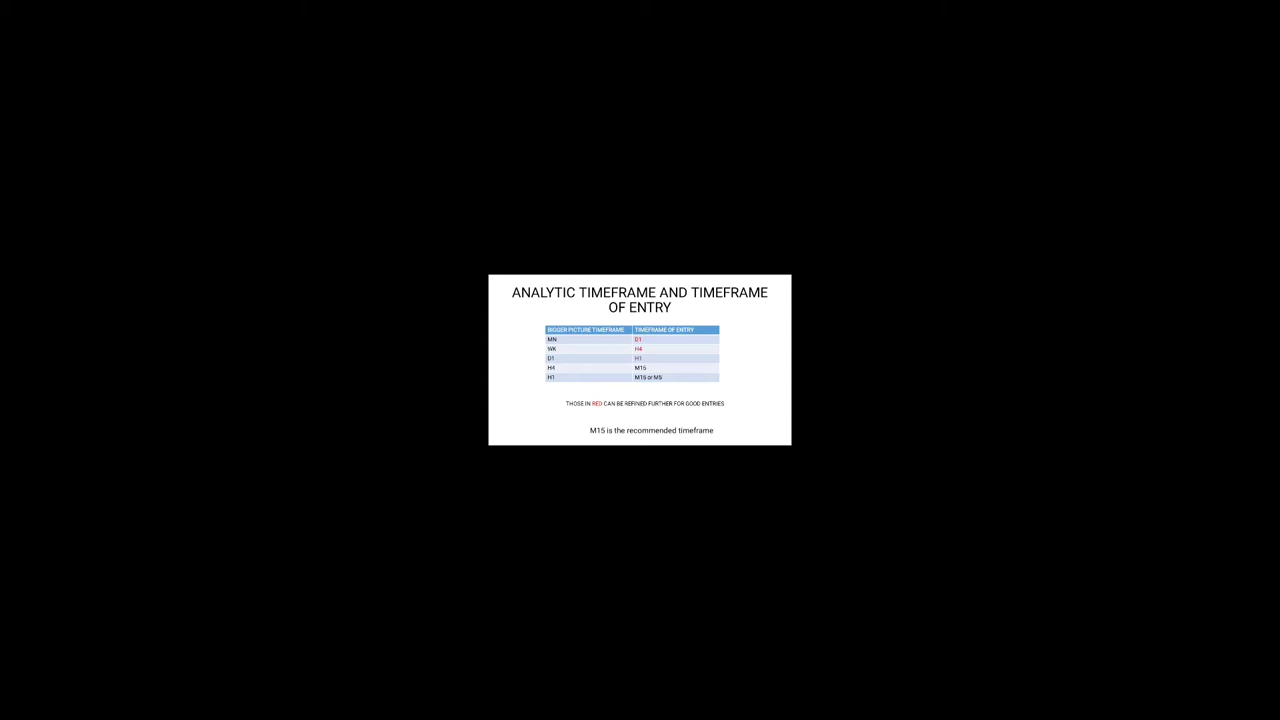 ANALYTIC TIMEFRAME AND TIMEFRAME
OF ENTRY
BIGGER PICTURE TIMEFRAME TIMEFRAME OF ENTRY
MN D1
WK H4
D1 H1
H4 M15
H1 M15 or M5
THOSE IN RED CAN BE REFINED FURTHER FOR GOOD ENTRIES
M15 is the recommended timeframe